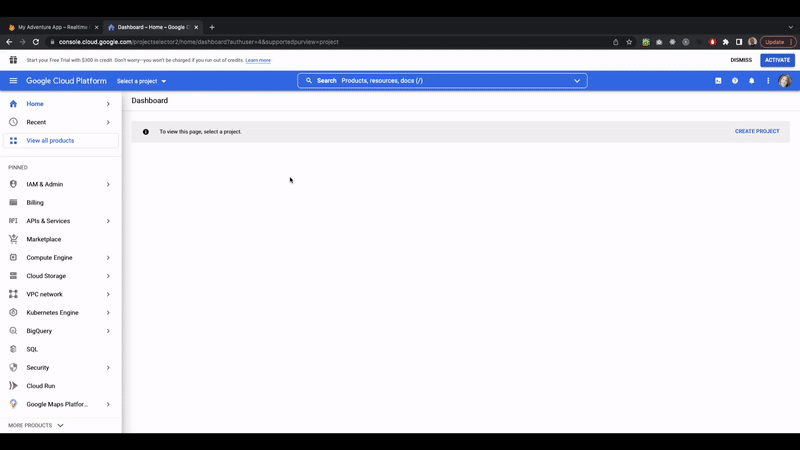 My Adventure App – Realtime
Dashboard – Home – Google C
console.cloud.google.com/projectselector2/home/dashboard?authuser=4&supportedpurview=project
Update
Start your Free Trial with $300 in credit. Don't worry—you won't be charged if you run out of credits. Learn more
DISMISS
ACTIVATE
Google Cloud Platform
Select a project
Search Products, resources, docs (/)
Home
Recent
View all products
PINNED
IAM & Admin
Billing
API APIs & Services
Marketplace
Compute Engine
Cloud Storage
VPC network
Kubernetes Engine
BigQuery
SQL
Security
Cloud Run
Google Maps Platfor...
MORE PRODUCTS
Dashboard
To view this page, select a project.
CREATE PROJECT